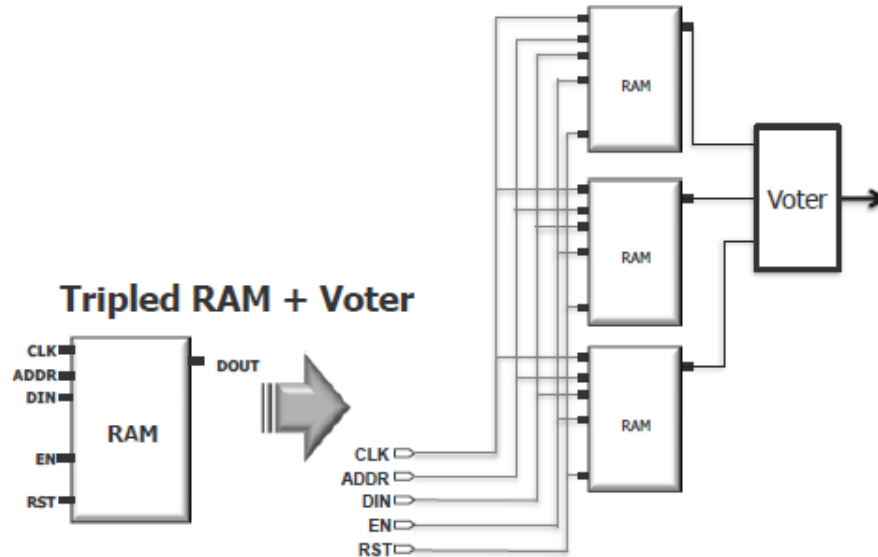 RAM
Voter
RAM
Tripled RAM + Voter
CLK
ADDR
DIN
EN
RST
RAM
DOUT
RAM
CLK
ADDR
DIN
EN
RST